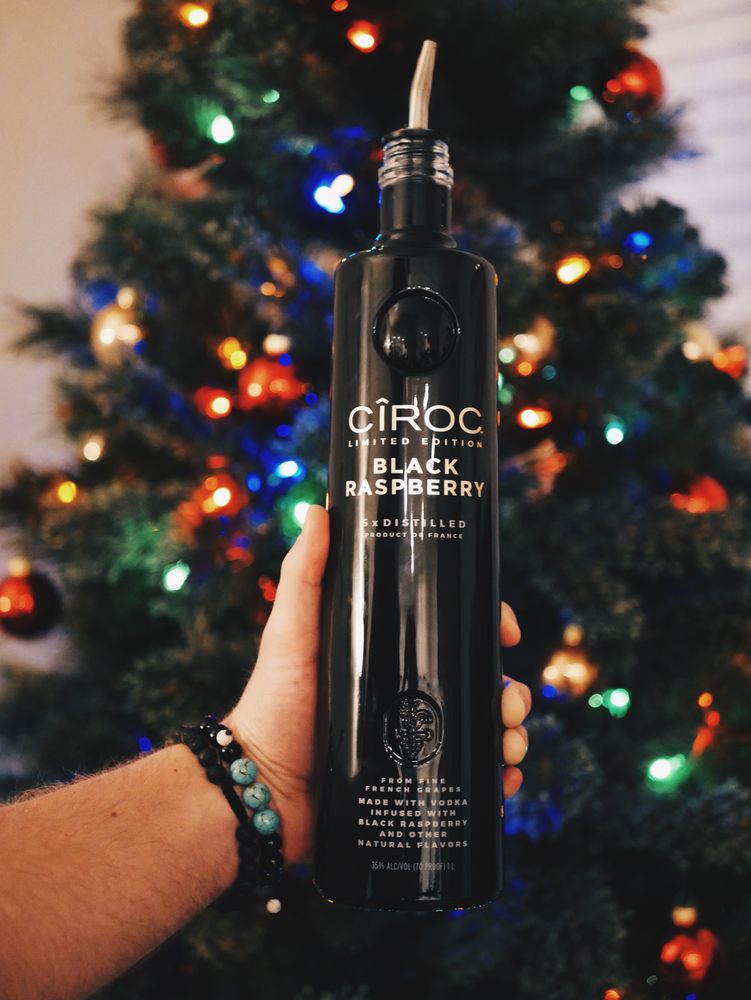 CÎROC
LIMITED EDITION
BLACK
RASPBERRY
5x DISTILLED
PRODUCT OF FRANCE
FROM FINE
FRENCH GRAPES
MADE WITH VODKA
INFUSED WITH
BLACK RASPBERRY
AND OTHER
NATURAL FLAVORS
35% ALC/VOL (70 PROOF) 1 L